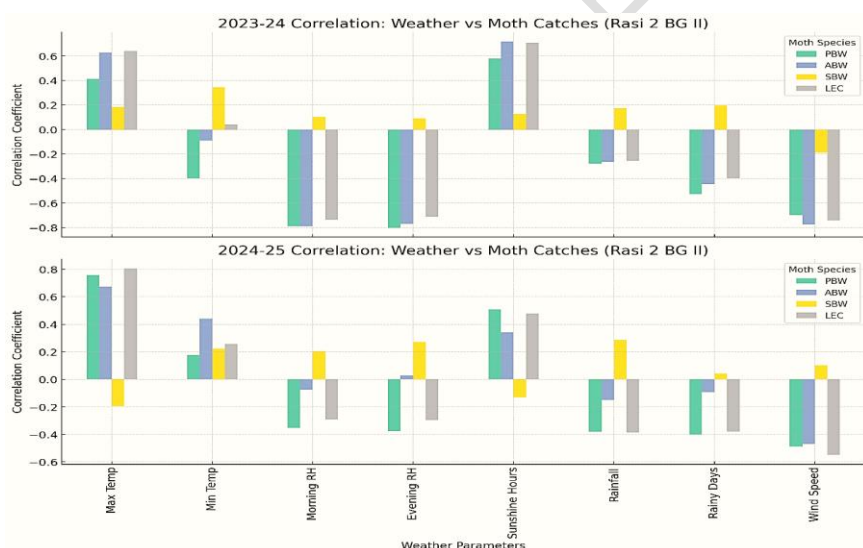 2023-24 Correlation: Weather vs Moth Catches (Rasi 2 BG II)
Correlation Coefficient
0.6
0.4
0.2
0.0
−0.2
−0.4
−0.6
−0.8
Moth Species
PBW
ABW
SBW
LEC
2024-25 Correlation: Weather vs Moth Catches (Rasi 2 BG II)
Correlation Coefficient
0.8
0.6
0.4
0.2
0.0
−0.2
−0.4
−0.6
Moth Species
PBW
ABW
SBW
LEC
Max Temp
Min Temp
Morning RH
Evening RH
Sunshine Hours
Rainfall
Rainy Days
Wind Speed
Weather Parameters